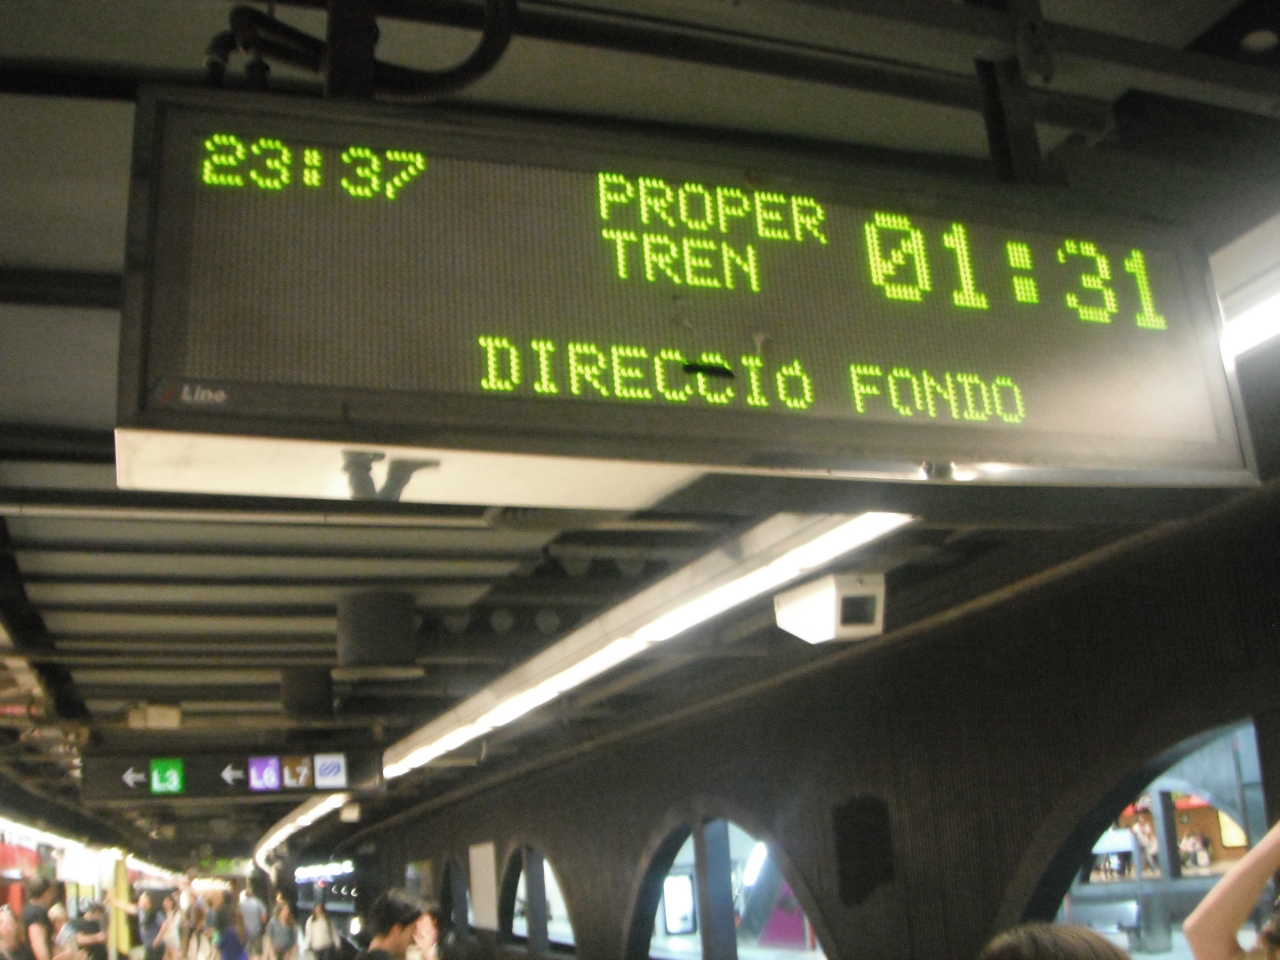 23:37
PROPER
TREN
01:31
DIRECCIÓ FONDO
Line
L3
L6 L7